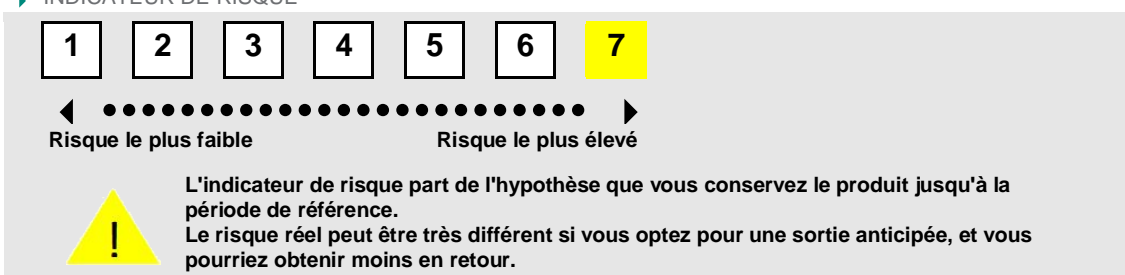 INDICATEUR DE RISQUE
1 2 3 4 5 6 7
Risque le plus faible Risque le plus élevé
L'indicateur de risque part de l'hypothèse que vous conservez le produit jusqu'à la
période de référence.
Le risque réel peut être très différent si vous optez pour une sortie anticipée, et vous
pourriez obtenir moins en retour.
!